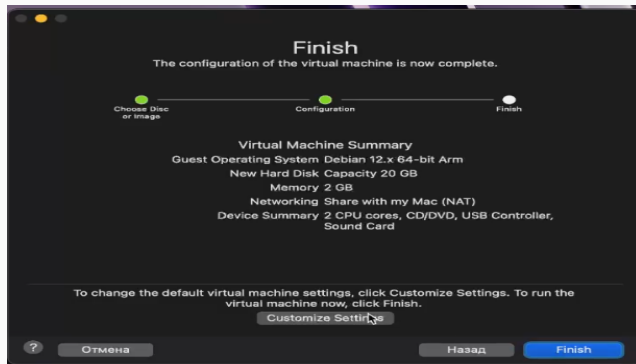 Finish
The configuration of the virtual machine is now complete.
Choose Disc
or Image
Configuration
Finish
Virtual Machine Summary
Guest Operating System Debian 12.x 64-bit Arm
New Hard Disk Capacity 20 GB
Memory 2 GB
Networking Share with my Mac (NAT)
Device Summary 2 CPU cores, CD/DVD, USB Controller,
Sound Card
To change the default virtual machine settings, click Customize Settings. To run the
virtual machine now, click Finish.
Customize Settings
? Отмена Назад Finish